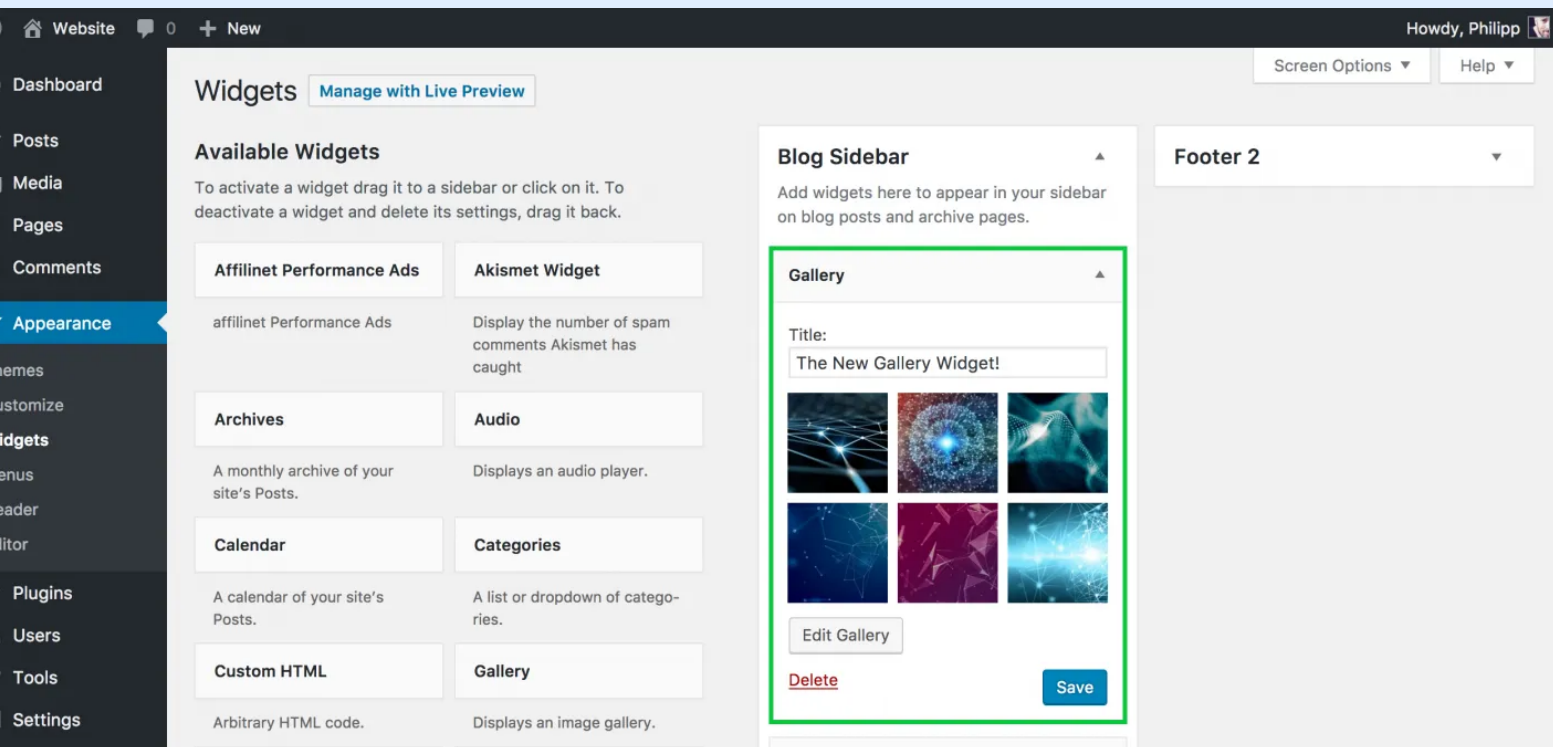 Website 0 New
Howdy, Philipp
Screen Options
Help
Dashboard
Posts
Media
Pages
Comments
Appearance
hemes
ustomize
idgets
enus
eader
litor
Plugins
Users
Tools
Settings
Widgets
Manage with Live Preview
Available Widgets
To activate a widget drag it to a sidebar or click on it. To
deactivate a widget and delete its settings, drag it back.
Affilinet Performance Ads
affilinet Performance Ads
Akismet Widget
Display the number of spam
comments Akismet has
caught
Archives
A monthly archive of your
site's Posts.
Audio
Displays an audio player.
Calendar
A calendar of your site's
Posts.
Categories
A list or dropdown of catego-
ries.
Custom HTML
Arbitrary HTML code.
Gallery
Displays an image gallery.
Blog Sidebar
Add widgets here to appear in your sidebar
on blog posts and archive pages.
Gallery
Title:
The New Gallery Widget!
Edit Gallery
Delete
Save
Footer 2